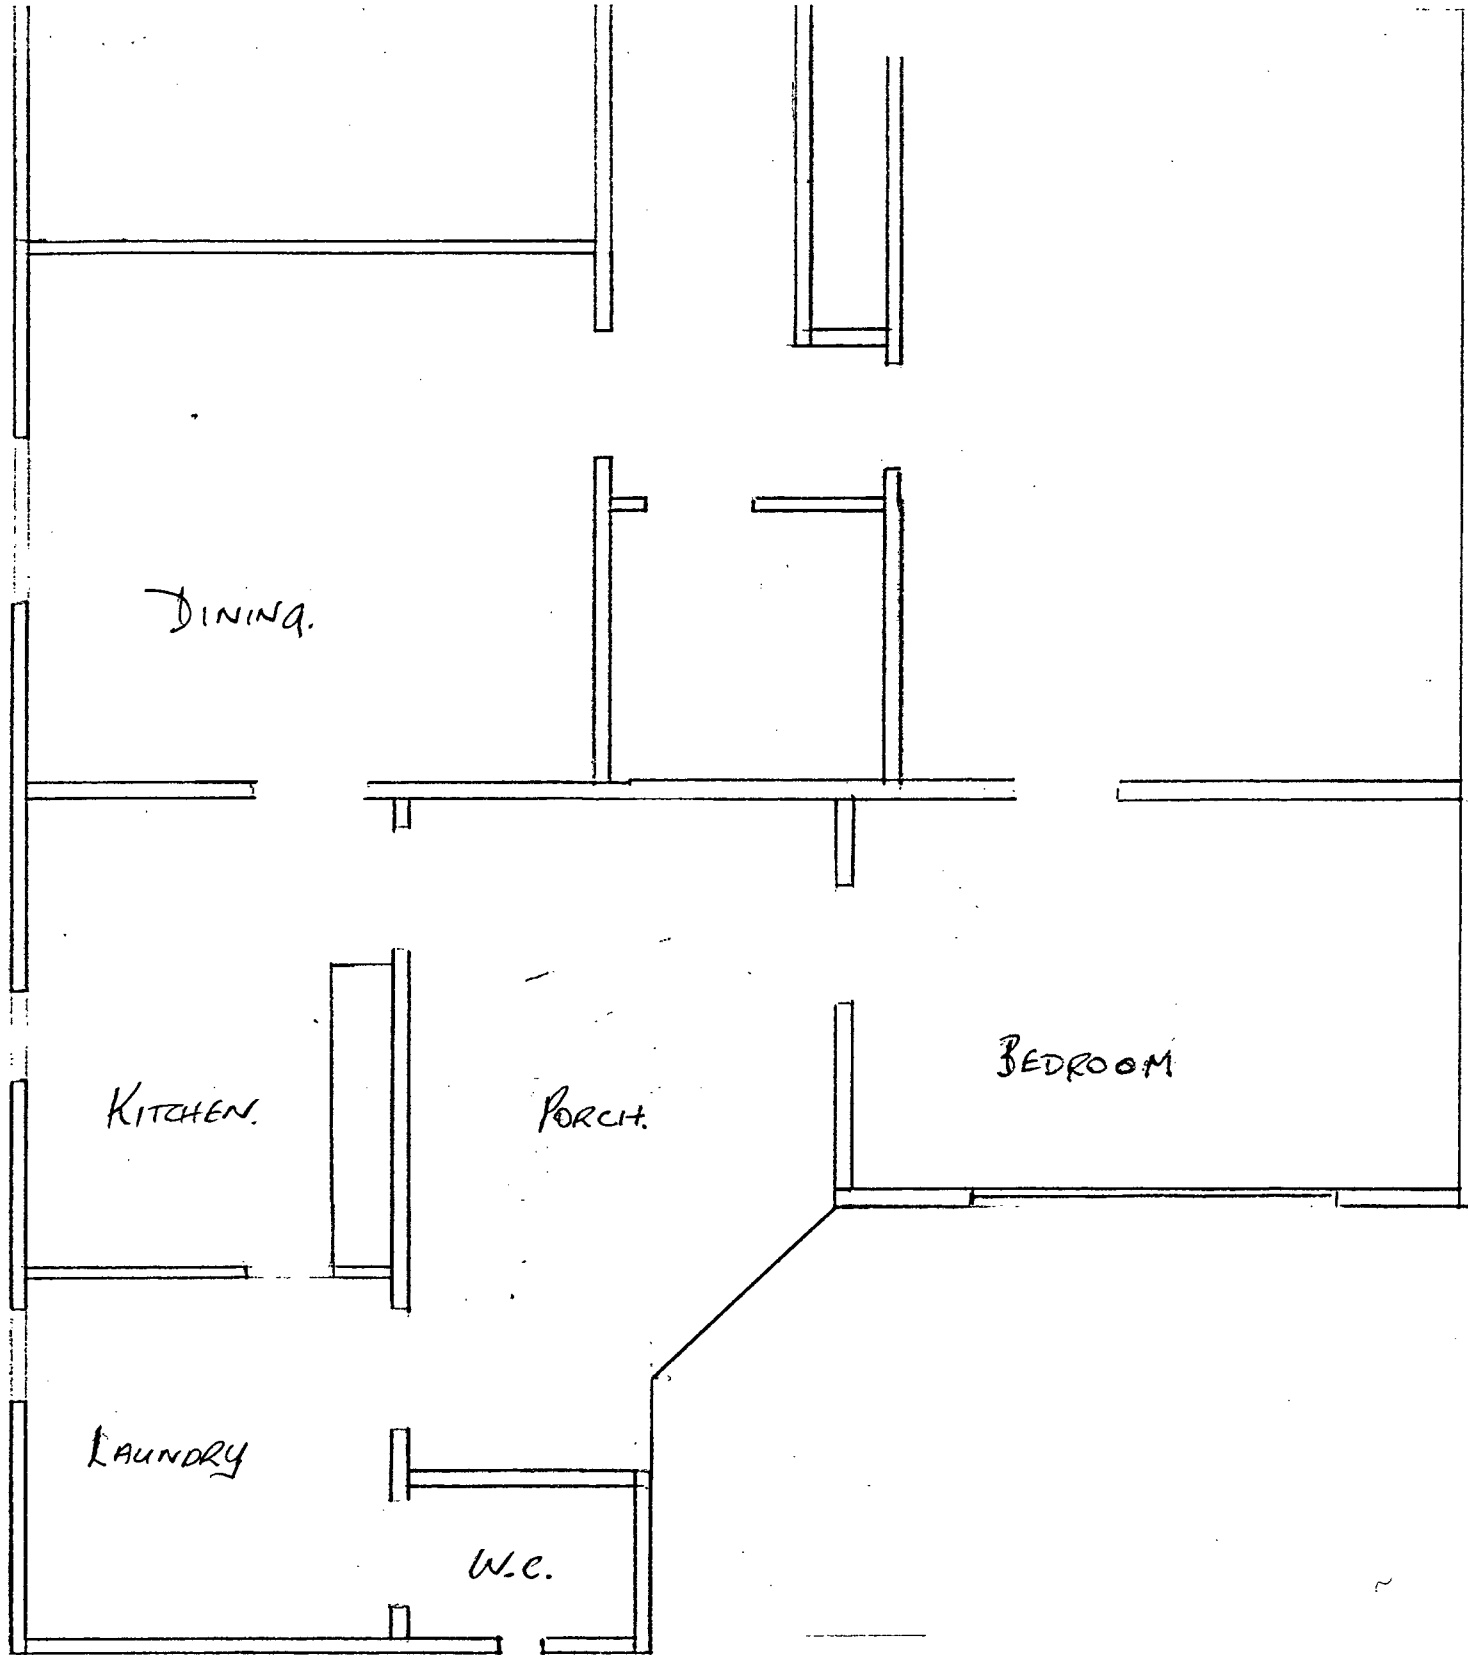 DINING.
BEDROOM
KITCHEN.
PORCH.
LAUNDRY
W.C.